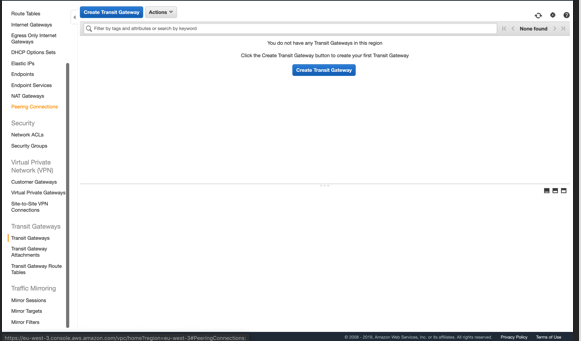 Route Tables
Internet Gateways
Egress Only Internet
Gateways
DHCP Options Sets
Elastic IPs
Endpoints
Endpoint Services
NAT Gateways
Peering Connections
Security
Network ACLs
Security Groups
Virtual Private
Network (VPN)
Customer Gateways
Virtual Private Gateways
Site-to-Site VPN
Connections
Transit Gateways
Transit Gateways
Transit Gateway
Attachments
Transit Gateway Route
Tables
Traffic Mirroring
Mirror Sessions
Mirror Targets
Mirror Filters
Create Transit Gateway
Actions
Filter by tags and attributes or search by keyword
None found
You do not have any Transit Gateways in this region
Click the Create Transit Gateway button to create your first Transit Gateway
Create Transit Gateway
https://eu-west-3.console.aws.amazon.com/vpc/home?region=eu-west-3#PeeringConnections:
© 2008 - 2019, Amazon Web Services, Inc. or its affiliates. All rights reserved. Privacy Policy Terms of Use